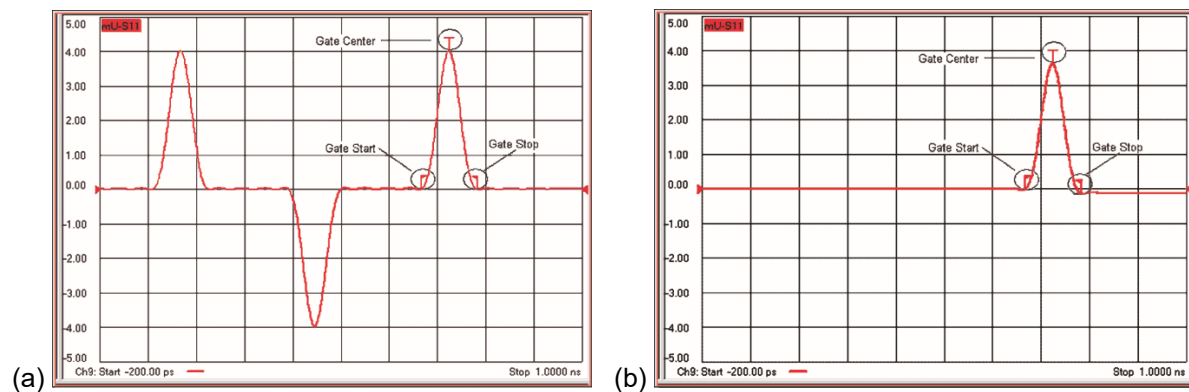 5.00
mU-S11
4.00
Gate Center
3.00
2.00
1.00
Gate Start
Gate Stop
0.00
-1.00
-2.00
-3.00
-4.00
-5.00
Ch9: Start -200.00 ps
Stop 1.0000 ns
(a)
5.00
mU-S11
4.00
Gate Center
3.00
2.00
1.00
Gate Start
Gate Stop
0.00
-1.00
-2.00
-3.00
-4.00
-5.00
Ch9: Start -200.00 ps
Stop 1.0000 ns
(b)